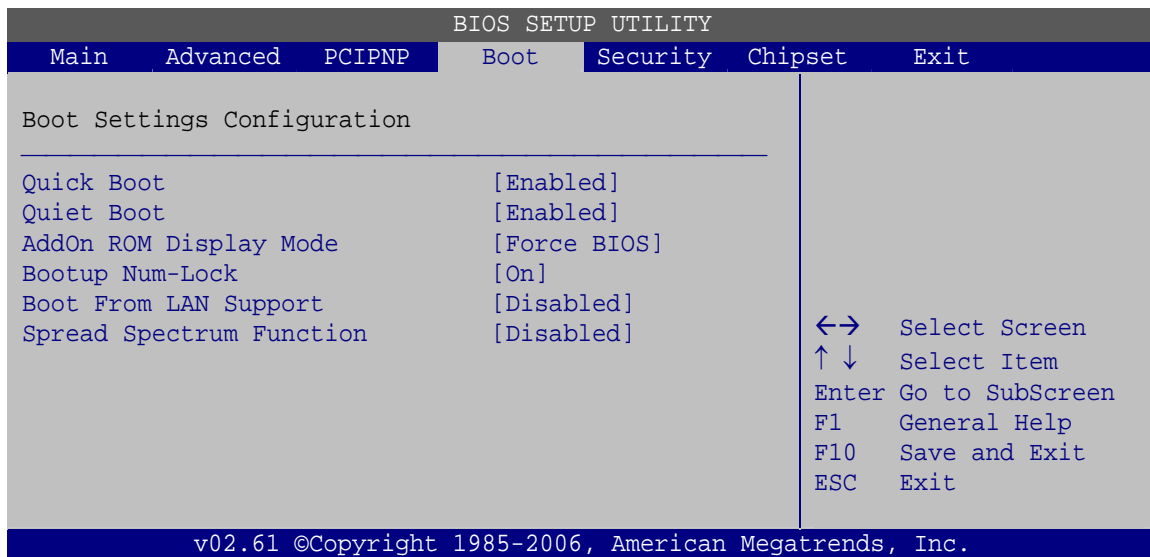 BIOS SETUP UTILITY
Main Advanced PCIPNP Boot Security Chipset Exit
Boot Settings Configuration
Quick Boot [Enabled]
Quiet Boot [Enabled]
AddOn ROM Display Mode [Force BIOS]
Bootup Num-Lock [On]
Boot From LAN Support [Disabled]
Spread Spectrum Function [Disabled]
←→ Select Screen
↑ ↓ Select Item
Enter Go to SubScreen
F1 General Help
F10 Save and Exit
ESC Exit
v02.61 ©Copyright 1985-2006, American Megatrends, Inc.